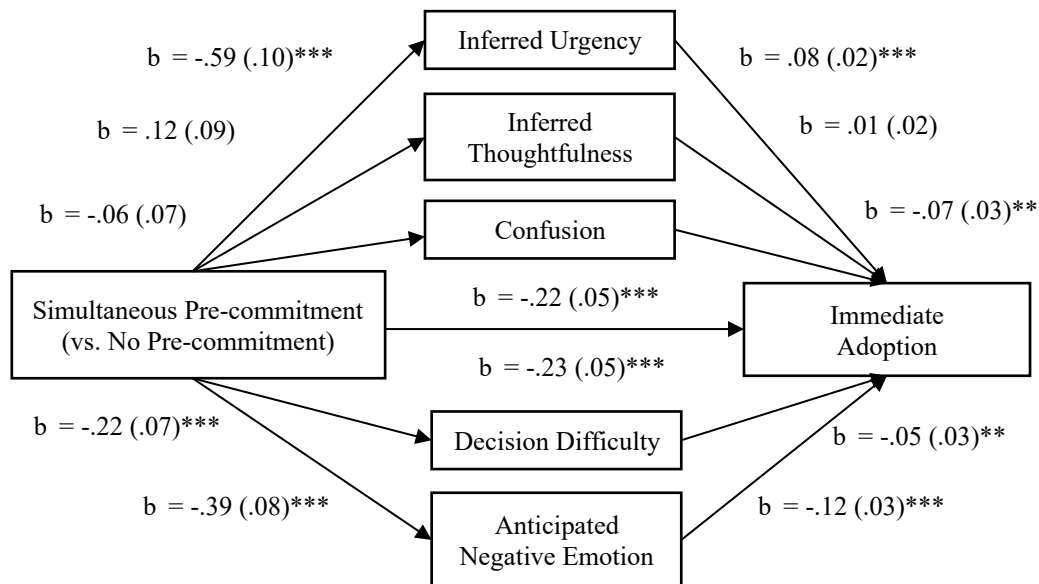 Inferred Urgency
b = -.59 (.10)***
b = .08 (.02)***
b = .12 (.09)
Inferred
Thoughtfulness
b = .01 (.02)
b = -.06 (.07)
Confusion
b = -.07 (.03)**
Simultaneous Pre-commitment
(vs. No Pre-commitment)
b = -.22 (.05)***
b = -.23 (.05)***
Immediate
Adoption
b = -.22 (.07)***
Decision Difficulty
b = -.05 (.03)**
b = -.39 (.08)***
Anticipated
Negative Emotion
b = -.12 (.03)***